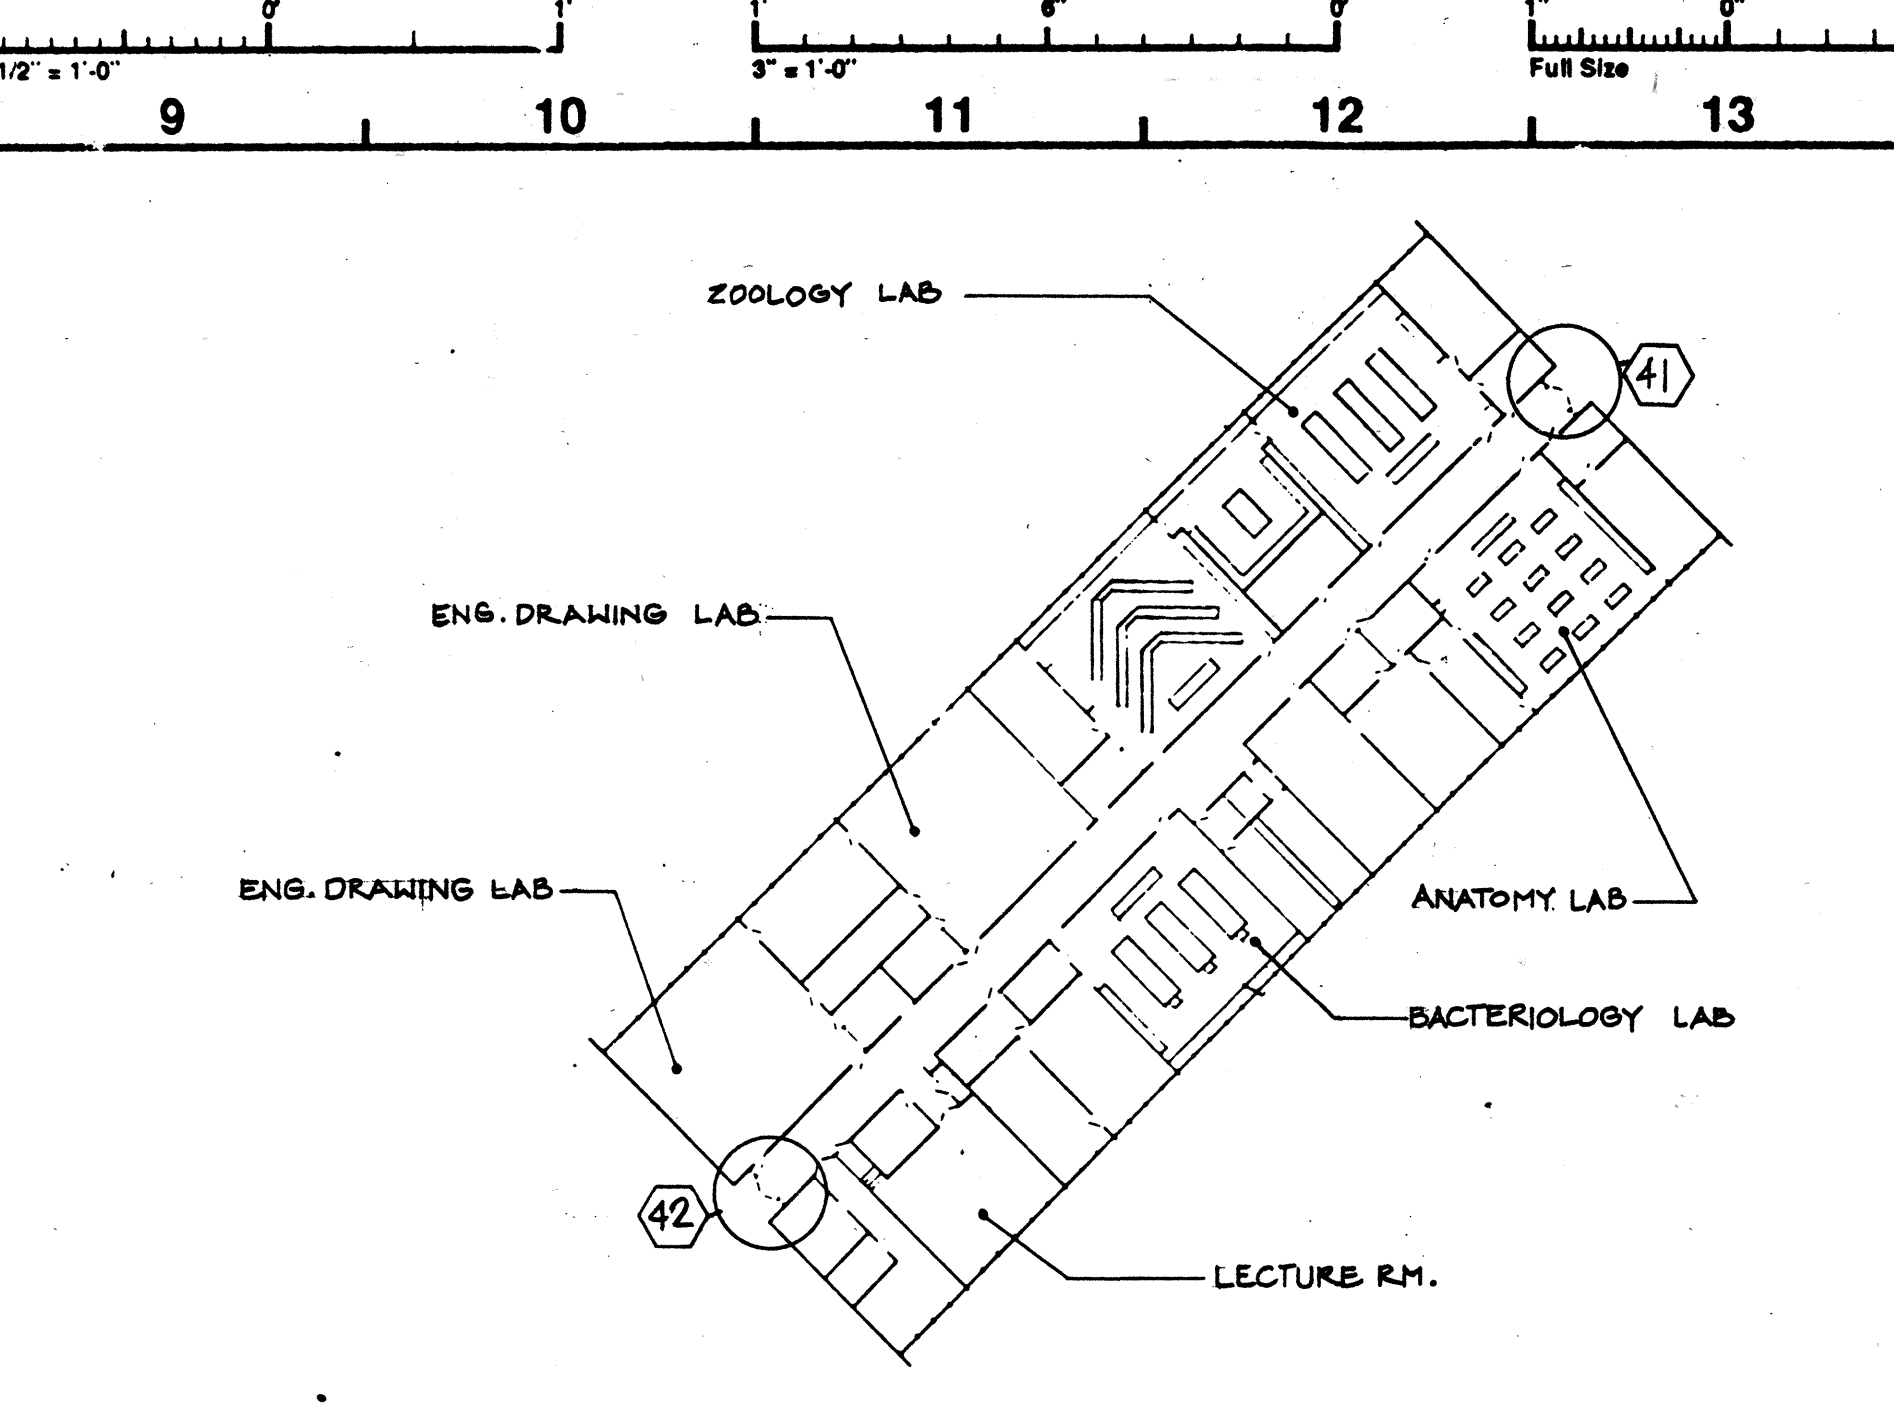 0' 1' 1' 6" 0' 1" 0"
1/2" = 1'-0" 3" = 1'-0" Full Size
9 10 11 12 13
ZOOLOGY LAB
41
ENG. DRAWING LAB
ENG. DRAWING LAB
ANATOMY LAB
BACTERIOLOGY LAB
42
LECTURE RM.